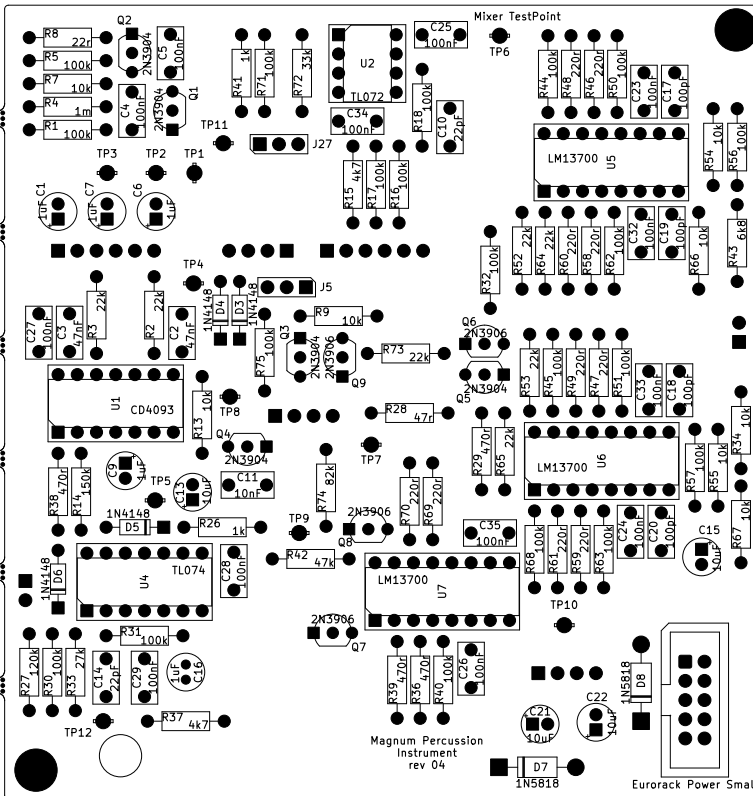 Mixer TestPoint
TP6
R8
22r
R5
100k
R7
10k
R4
1m
R1
100k
Q2
2N3904
C5
100nF
C4
100nF
Q1
2N3904
R41
1k
R71
100k
R72
33k
U2
TL072
C25
100nF
C34
100nF
R18
100k
C10
22pF
TP11
J27
R15
4k7
R17
100k
R16
100k
R44
100k
R48
220r
R46
220r
R50
100k
C23
100nF
C17
100pF
LM13700
U5
R54
10k
R56
100k
TP3
TP2
TP1
C1
1uF
C7
1uF
C6
1uF
R52
22k
R64
22k
R60
220r
R58
220r
R62
100k
C32
100nF
C19
100pF
R66
10k
R43
6k8
R32
100k
TP4
J5
C27
100nF
C3
47nF
R3
22k
R2
22k
C2
47nF
1N4148
D4
D3
1N4148
R75
100k
R9
10k
Q3
2N3904
2N3906
Q9
R73
22k
Q6
2N3906
2N3904
Q5
R53
22k
R45
100k
R49
220r
R47
220r
R51
100k
C33
100nF
C18
100pF
U1
CD4093
R13
10k
TP8
R28
47r
Q4
2N3904
TP7
R29
470r
R65
22k
LM13700
U6
R57
100k
R55
10k
R34
10k
R38
470r
R14
150k
C9
1uF
TP5
C13
10uF
C11
10nF
R74
82k
R70
220r
R69
220r
1N4148
D5
R26
1k
TP9
2N3906
Q8
C35
100nF
R68
100k
R61
220r
R59
220r
R63
100k
C24
100nF
C20
100pF
C15
10uF
R67
10k
1N4148
D6
U4
TL074
C28
100nF
R42
47k
LM13700
U7
TP10
2N3906
Q7
R31
100k
R27
120k
R30
100k
R33
27k
C14
22pF
C29
100nF
1uF
C16
R39
470r
R36
470r
R40
100k
C26
100nF
1N5818
D8
TP12
R37
4k7
C21
10uF
C22
10uF
Magnum Percussion
Instrument
rev 04
D7
1N5818
Eurorack Power Smal